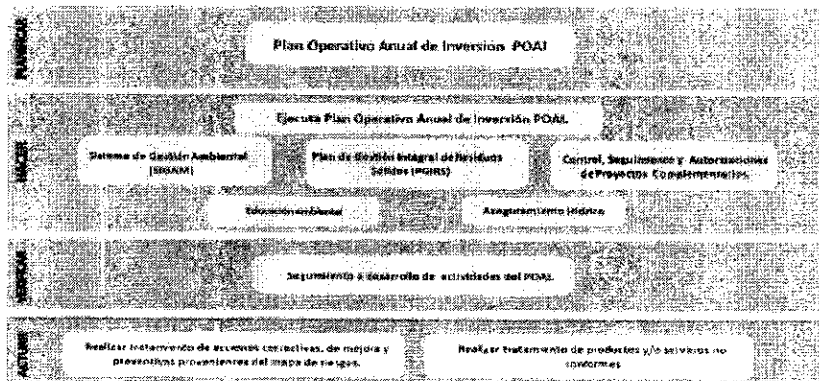 PLANIFICAR
Plan Operativo Anual de Inversión POAI
HACER
Ejecuta Plan Operativo Anual de Inversión POAI.
Sistema de Gestión Ambiental
(SIGAM)
Plan de Gestión Integral de Residuos
Sólidos (PGIRS)
Control, Seguimiento y Autorizaciones
de Proyectos Complementarios.
Educación Ambiental
Aseguramiento Hídrico
VERIFICAR
Seguimiento a desarrollo de actividades del POAI.
ACTUAR
Realizar tratamiento de acciones correctivas, de mejora y
preventivas provenientes del mapa de riesgos.
Realizar tratamiento de productos y/o servicios no
conformes